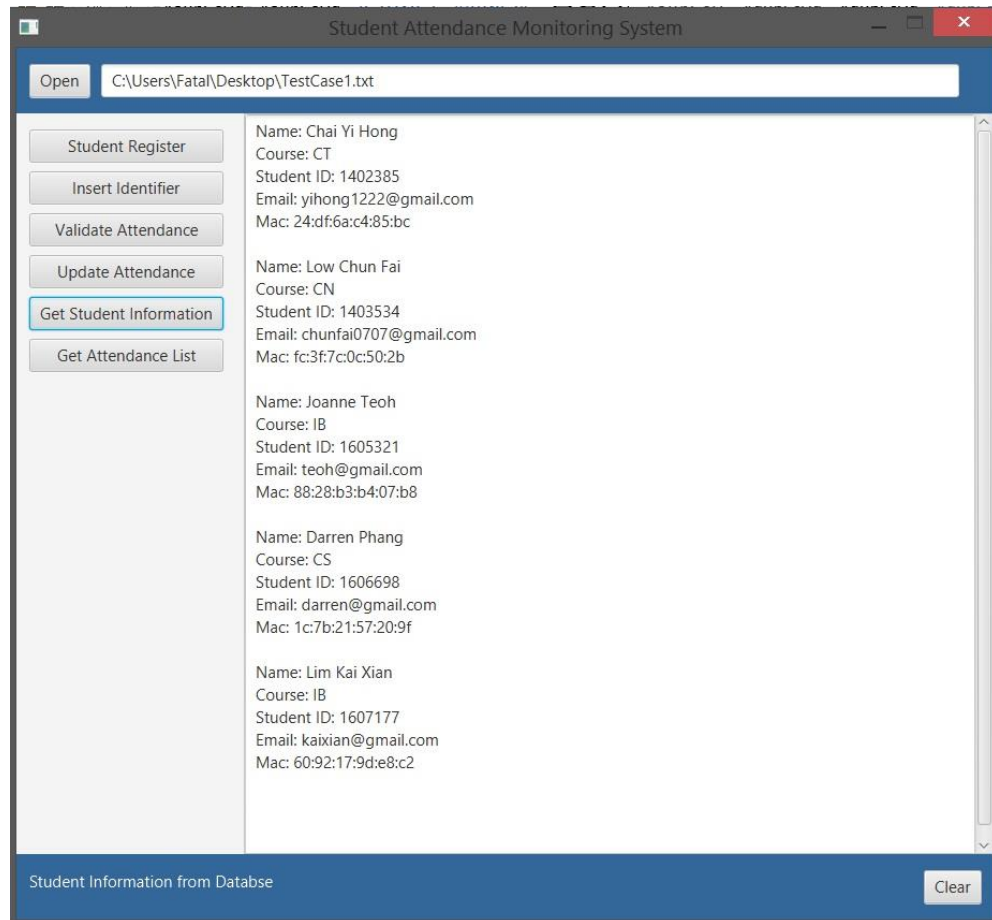 Student Attendance Monitoring System
Open
C:\Users\Fatal\Desktop\TestCase1.txt
Student Register
Insert Identifier
Validate Attendance
Update Attendance
Get Student Information
Get Attendance List
Name: Chai Yi Hong
Course: CT
Student ID: 1402385
Email: yihong1222@gmail.com
Mac: 24:df:6a:c4:85:bc
Name: Low Chun Fai
Course: CN
Student ID: 1403534
Email: chunfai0707@gmail.com
Mac: fc:3f:7c:0c:50:2b
Name: Joanne Teoh
Course: IB
Student ID: 1605321
Email: teoh@gmail.com
Mac: 88:28:b3:b4:07:b8
Name: Darren Phang
Course: CS
Student ID: 1606698
Email: darren@gmail.com
Mac: 1c:7b:21:57:20:9f
Name: Lim Kai Xian
Course: IB
Student ID: 1607177
Email: kaixian@gmail.com
Mac: 60:92:17:9d:e8:c2
Student Information from Databse
Clear